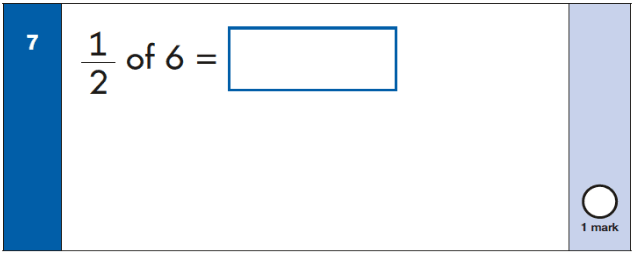 7
1/2 of 6 =
1 mark